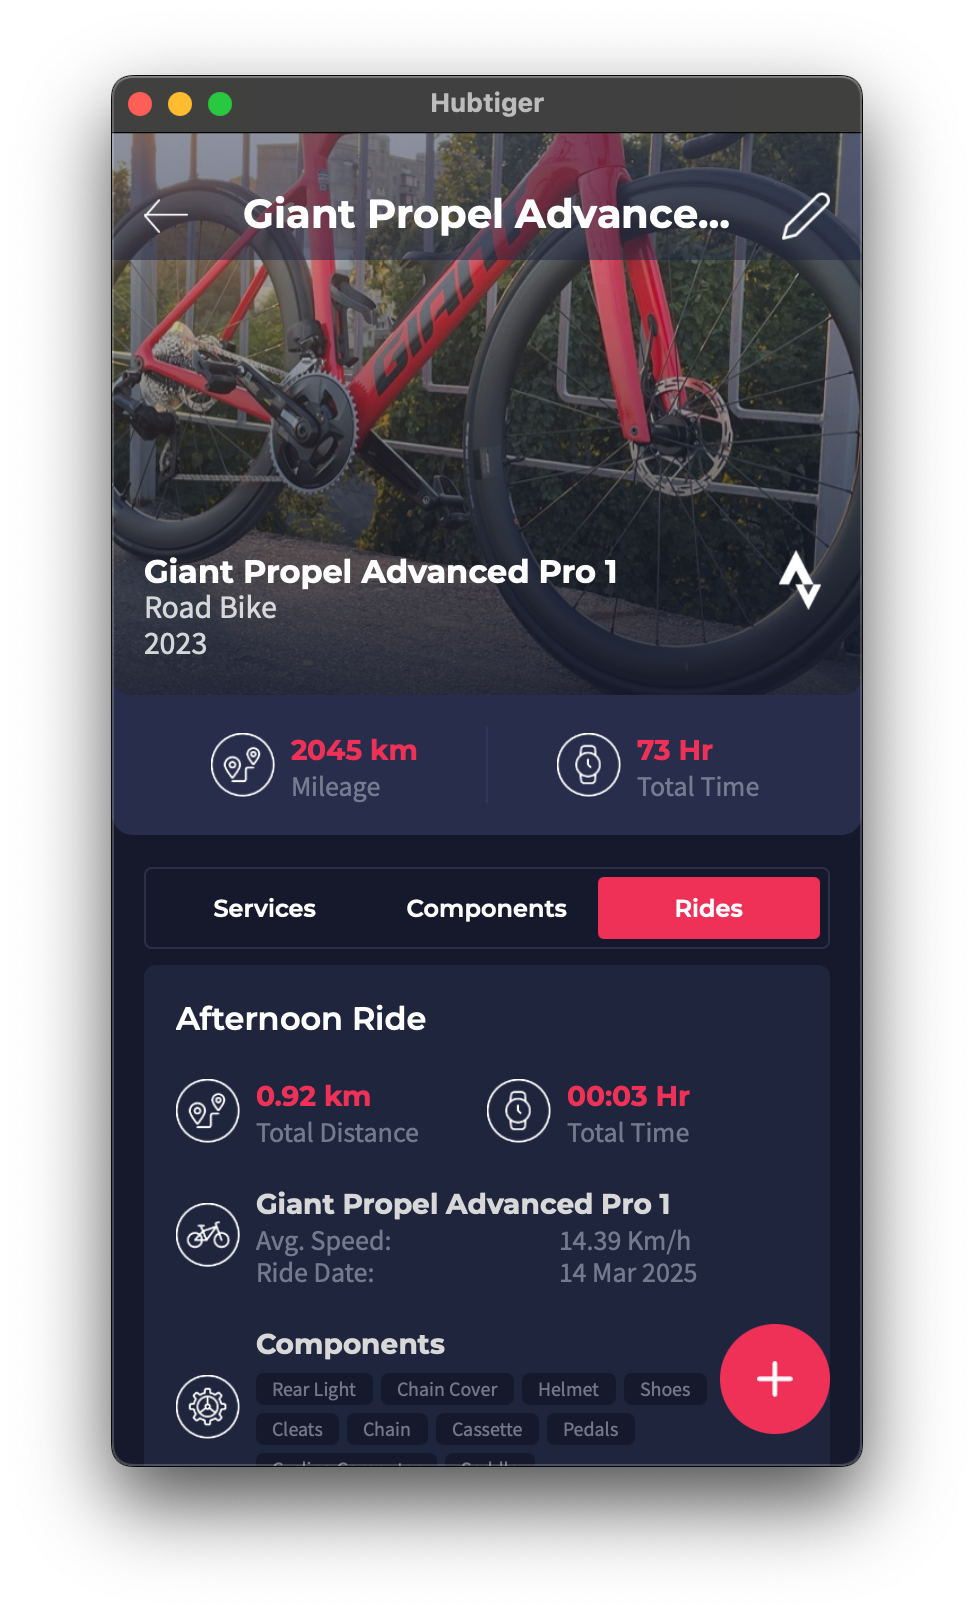 Hubtiger
Giant Propel Advance...
GIANT
Giant Propel Advanced Pro 1
Road Bike
2023
2045 km
Mileage
73 Hr
Total Time
Services Components Rides
Afternoon Ride
0.92 km
Total Distance
00:03 Hr
Total Time
Giant Propel Advanced Pro 1
Avg. Speed: 14.39 Km/h
Ride Date: 14 Mar 2025
Components
Rear Light Chain Cover Helmet Shoes
Cleats Chain Cassette Pedals